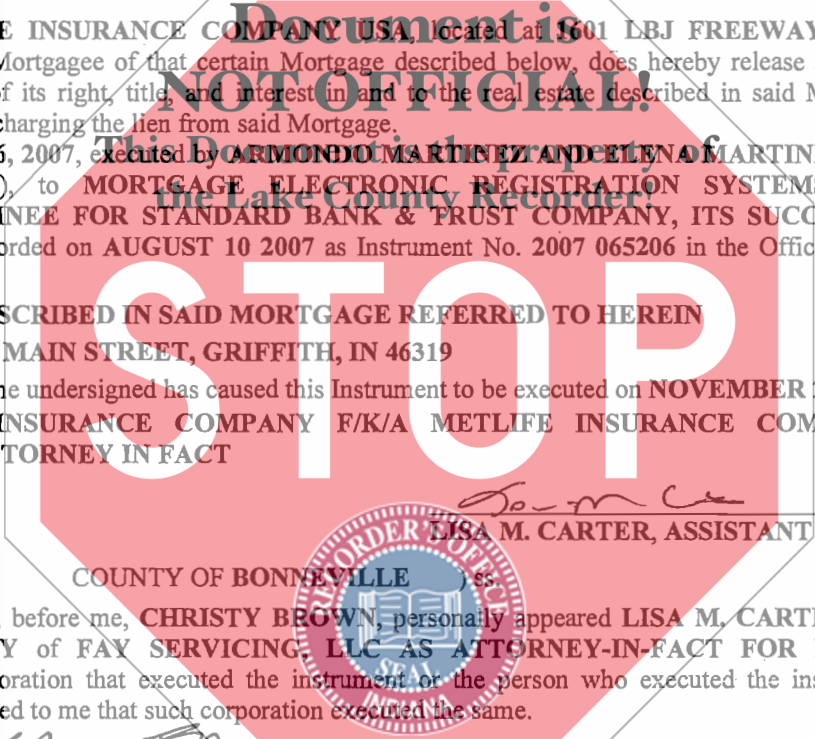 E INSURANCE COMPANY USA, located at 1601 LBJ FREEWAY
Mortgagee of that certain Mortgage described below, does hereby release
f its right, title, and interest in and to the real estate described in said M
harging the lien from said Mortgage.
6, 2007, executed by ARMONDO MARTINEZ AND ELENA MARTINE
), to MORTGAGE ELECTRONIC REGISTRATION SYSTEMS
INEE FOR STANDARD BANK & TRUST COMPANY, ITS SUCC
orded on AUGUST 10 2007 as Instrument No. 2007 065206 in the Offic
SCRIBED IN SAID MORTGAGE REFERRED TO HEREIN
MAIN STREET, GRIFFITH, IN 46319
he undersigned has caused this Instrument to be executed on NOVEMBER
INSURANCE COMPANY F/K/A METLIFE INSURANCE COM
TORNEY IN FACT
LISA M. CARTER, ASSISTANT
COUNTY OF BONNEVILLE ) ss.
, before me, CHRISTY BROWN, personally appeared LISA M. CARTE
Y of FAY SERVICING, LLC AS ATTORNEY-IN-FACT FOR
oration that executed the instrument or the person who executed the ins
ed to me that such corporation executed the same.
Document is
NOT OFFICIAL!
This Document is the property of
the Lake County Recorder!
STOP
RECORDER'S OFFICE
SEAL
INDIANA